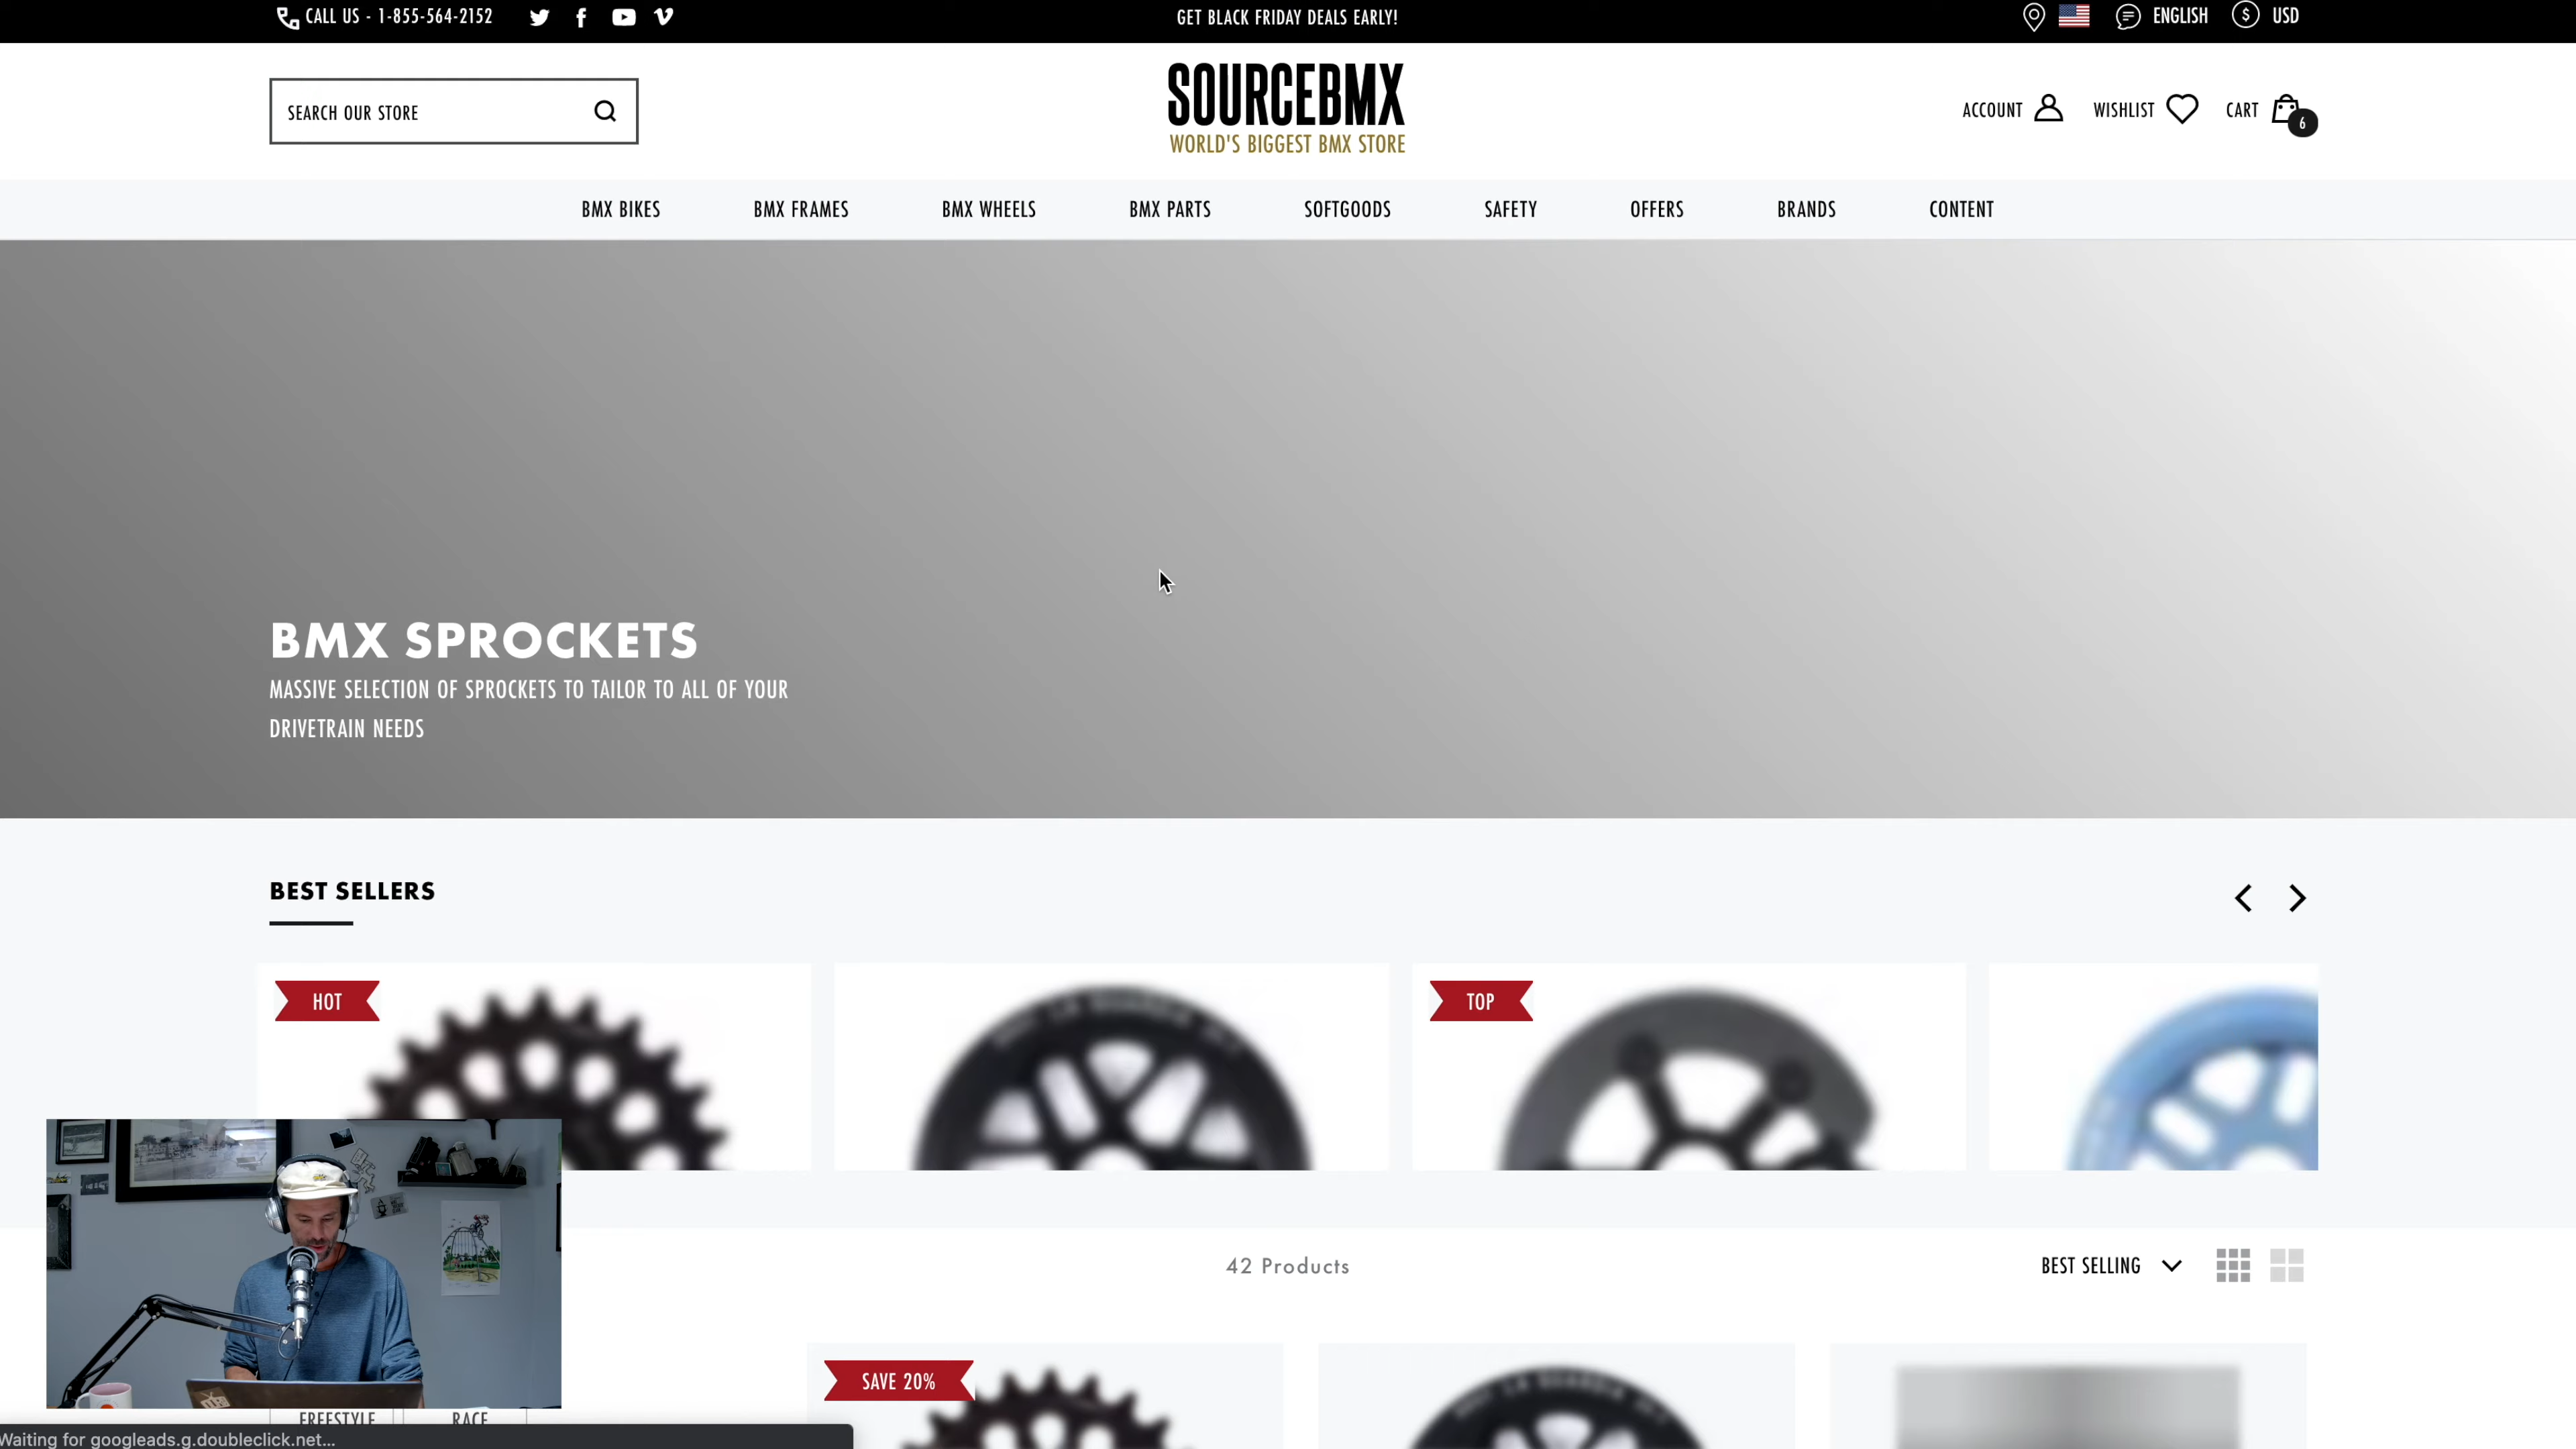 CALL US - 1-855-564-2152
GET BLACK FRIDAY DEALS EARLY!
ENGLISH
$ USD
SEARCH OUR STORE
SOURCEBMX
WORLD'S BIGGEST BMX STORE
ACCOUNT
WISHLIST
CART
6
BMX BIKES
BMX FRAMES
BMX WHEELS
BMX PARTS
SOFTGOODS
SAFETY
OFFERS
BRANDS
CONTENT
BMX SPROCKETS
MASSIVE SELECTION OF SPROCKETS TO TAILOR TO ALL OF YOUR
DRIVETRAIN NEEDS
BEST SELLERS
HOT
TOP
42 Products
BEST SELLING
SAVE 20%
FREESTYLE
RACE
Waiting for googleads.g.doubleclick.net...